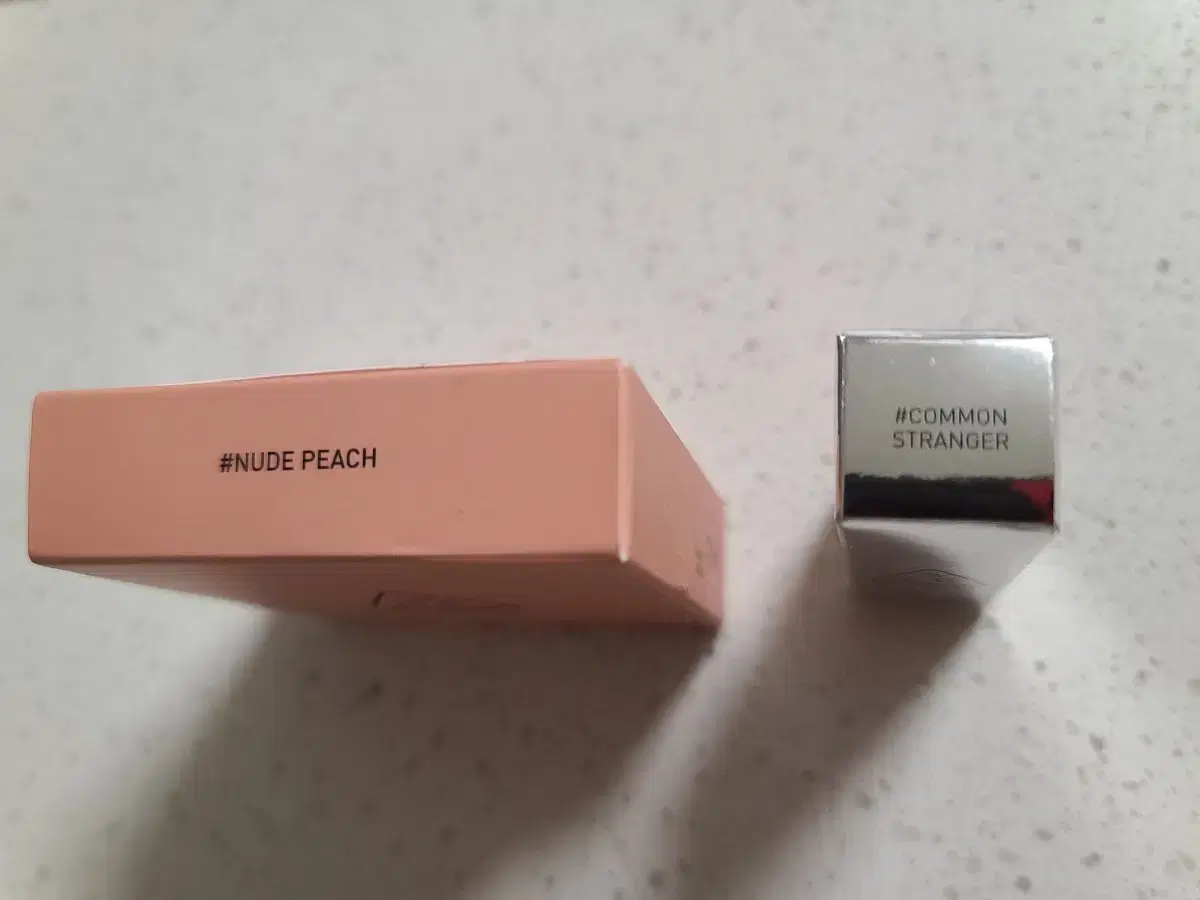 #NUDE PEACH
#COMMON
STRANGER